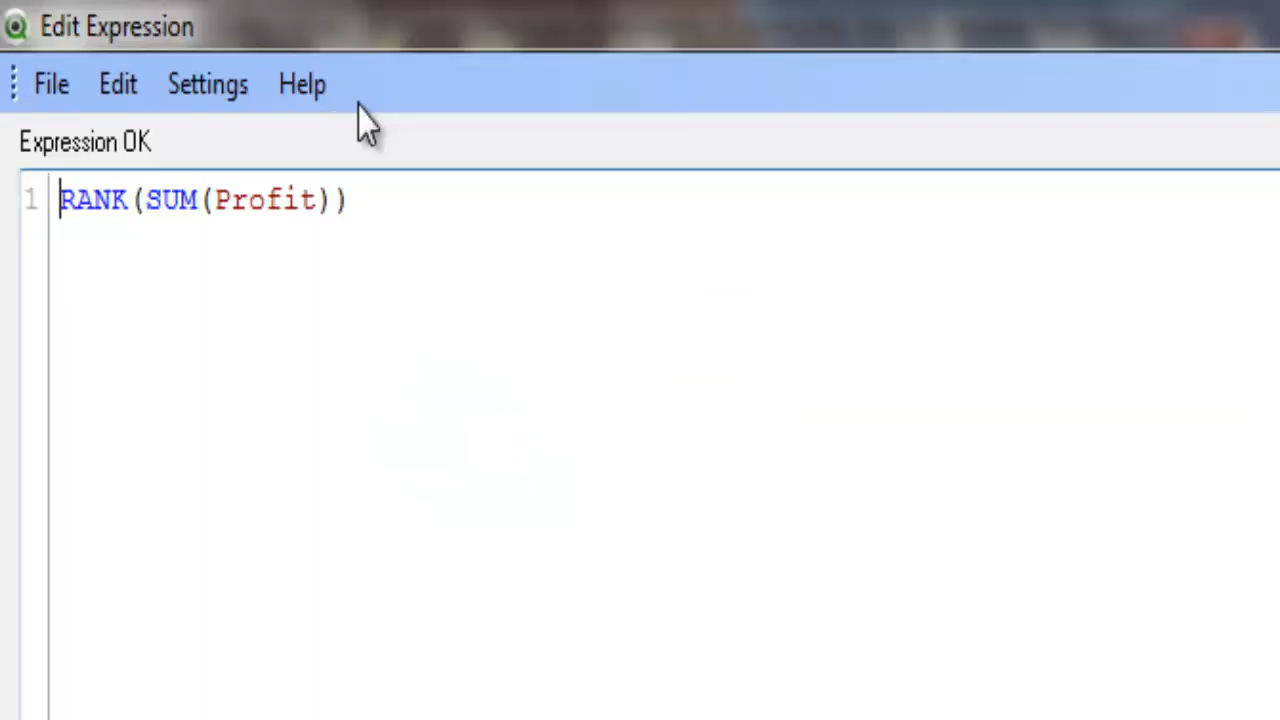 Edit Expression
File Edit Settings Help
Expression OK
1 RANK(SUM(Profit))